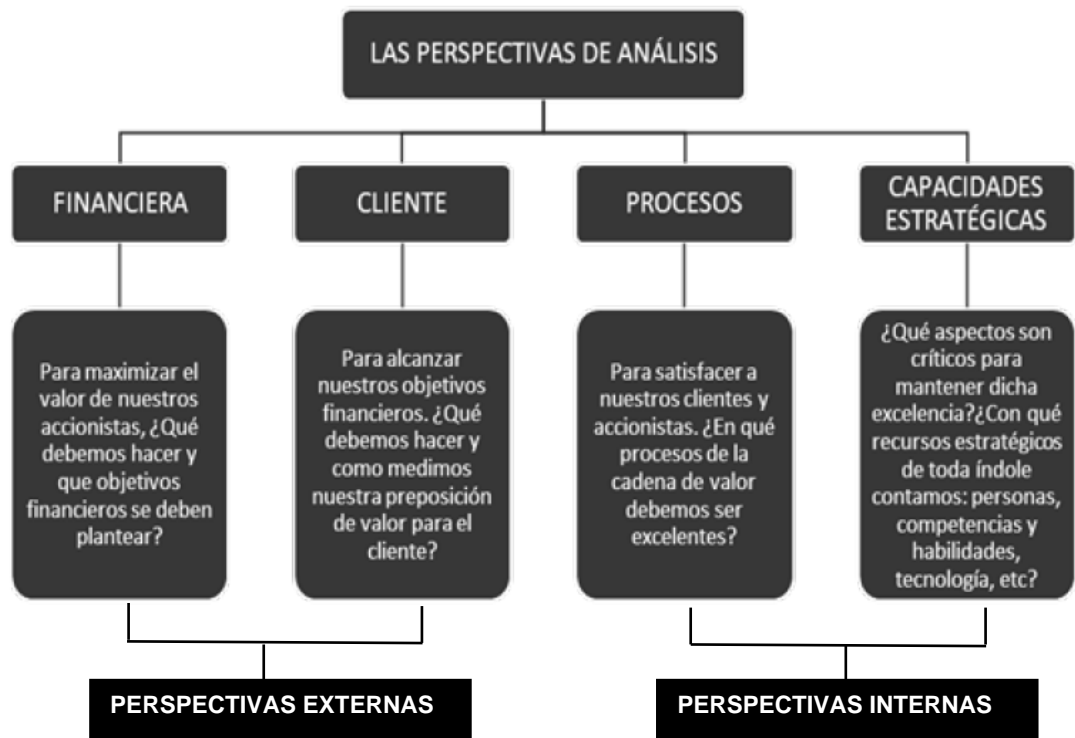 LAS PERSPECTIVAS DE ANÁLISIS
FINANCIERA
CLIENTE
PROCESOS
CAPACIDADES
ESTRATÉGICAS
Para maximizar el
valor de nuestros
accionistas, ¿Qué
debemos hacer y
que objetivos
financieros se deben
plantear?
Para alcanzar
nuestros objetivos
financieros. ¿Qué
debemos hacer y
como medimos
nuestra preposición
de valor para el
cliente?
Para satisfacer a
nuestros clientes y
accionistas. ¿En qué
procesos de la
cadena de valor
debemos ser
excelentes?
¿Qué aspectos son
críticos para
mantener dicha
excelencia?¿Con qué
recursos estratégicos
de toda índole
contamos: personas,
competencias y
habilidades,
tecnología, etc?
PERSPECTIVAS EXTERNAS
PERSPECTIVAS INTERNAS